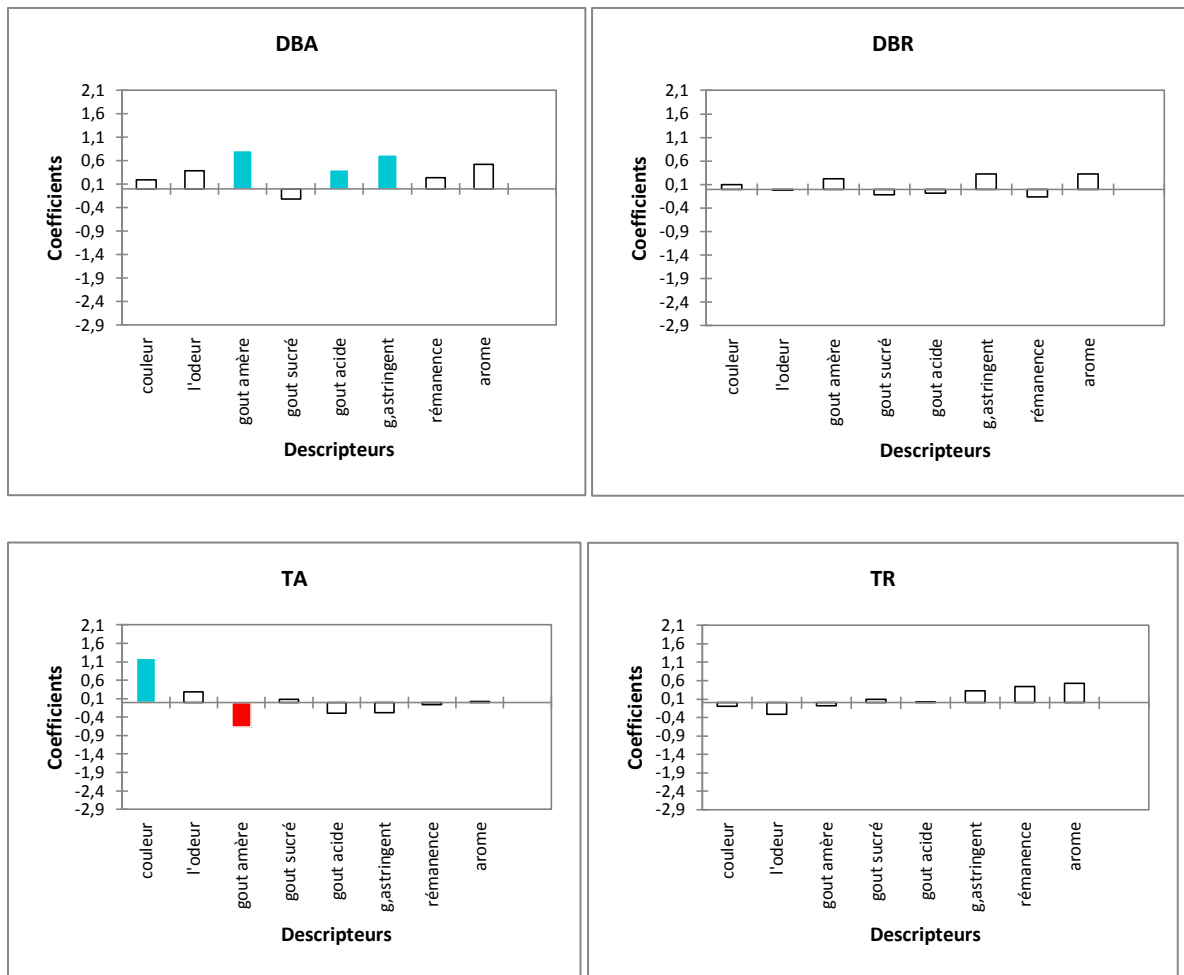 DBA
2,1
1,6
1,1
0,6
0,1
-0,4
-0,9
-1,4
-1,9
-2,4
-2,9
Coefficients
couleur
l'odeur
gout amère
gout sucré
gout acide
g,astringent
rémanence
arome
Descripteurs
DBR
2,1
1,6
1,1
0,6
0,1
-0,4
-0,9
-1,4
-1,9
-2,4
-2,9
Coefficients
couleur
l'odeur
gout amère
gout sucré
gout acide
g,astringent
rémanence
arome
Descripteurs
TA
2,1
1,6
1,1
0,6
0,1
-0,4
-0,9
-1,4
-1,9
-2,4
-2,9
Coefficients
couleur
l'odeur
gout amère
gout sucré
gout acide
g,astringent
rémanence
arome
Descripteurs
TR
2,1
1,6
1,1
0,6
0,1
-0,4
-0,9
-1,4
-1,9
-2,4
-2,9
Coefficients
couleur
l'odeur
gout amère
gout sucré
gout acide
g,astringent
rémanence
arome
Descripteurs